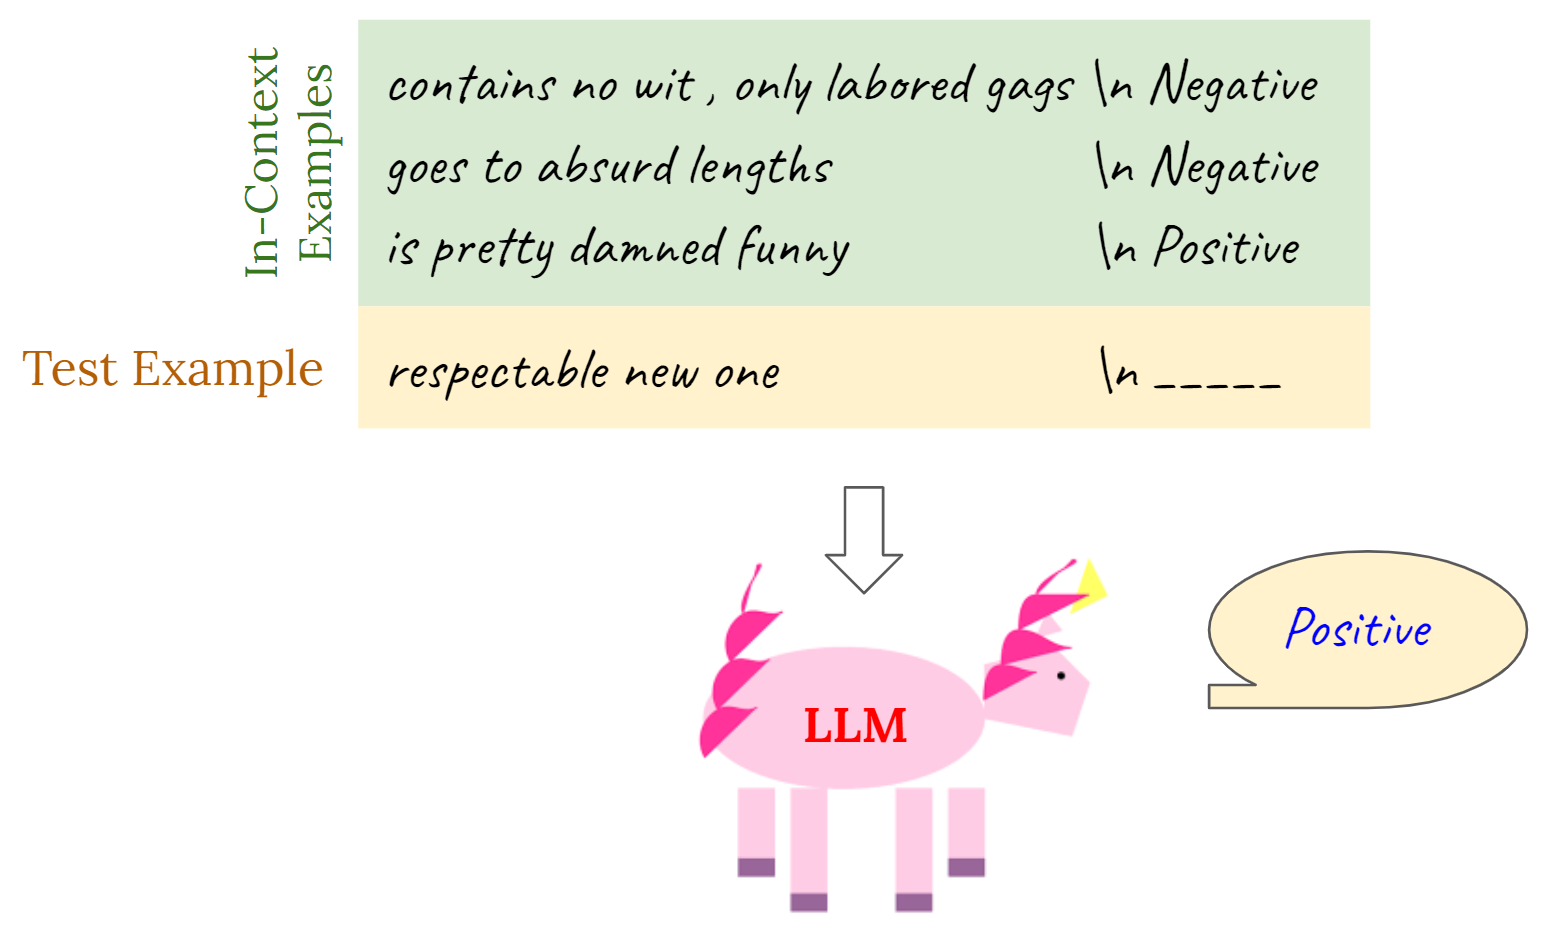 In-Context
Examples
contains no wit , only labored gags \n Negative
goes to absurd lengths \n Negative
is pretty damned funny \n Positive
Test Example
respectable new one \n _____
LLM
Positive